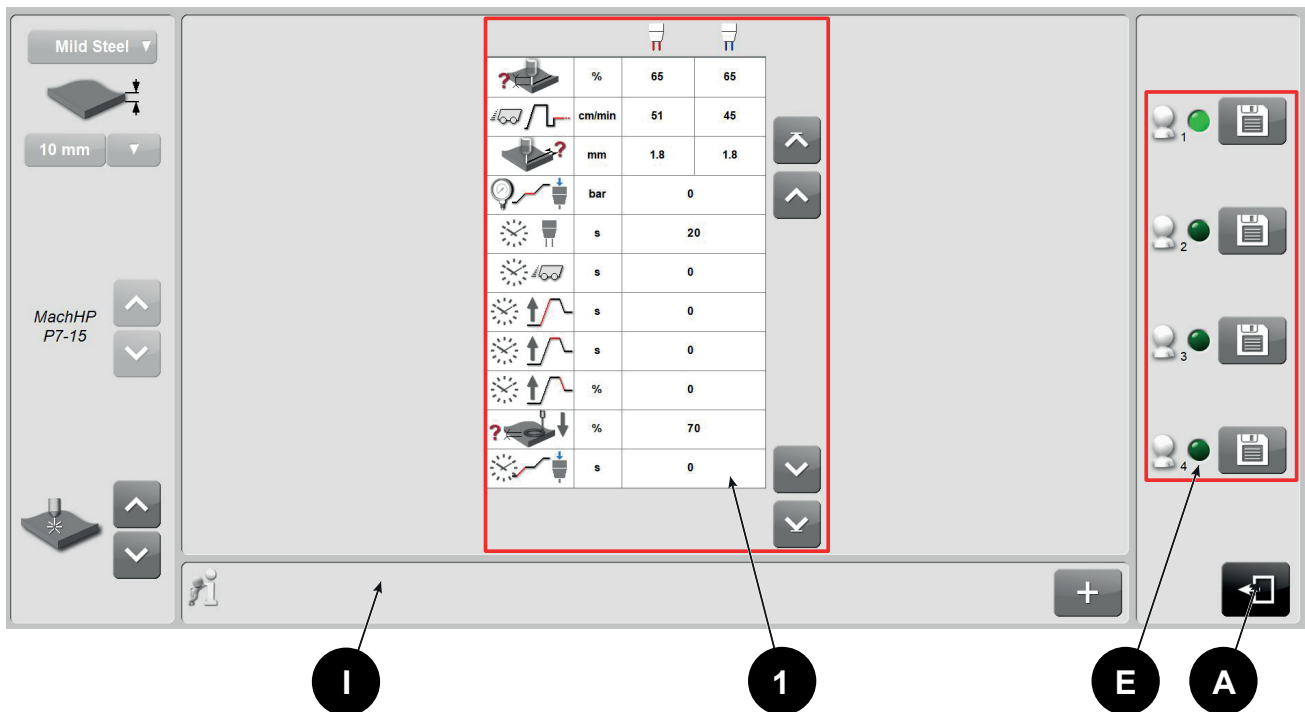 Mild Steel
10 mm
MachHP
P7-15
% 65 65
cm/min 51 45
mm 1.8 1.8
bar 0
s 20
s 0
s 0
s 0
% 0
% 70
s 0
1
2
3
4
I 1 E A